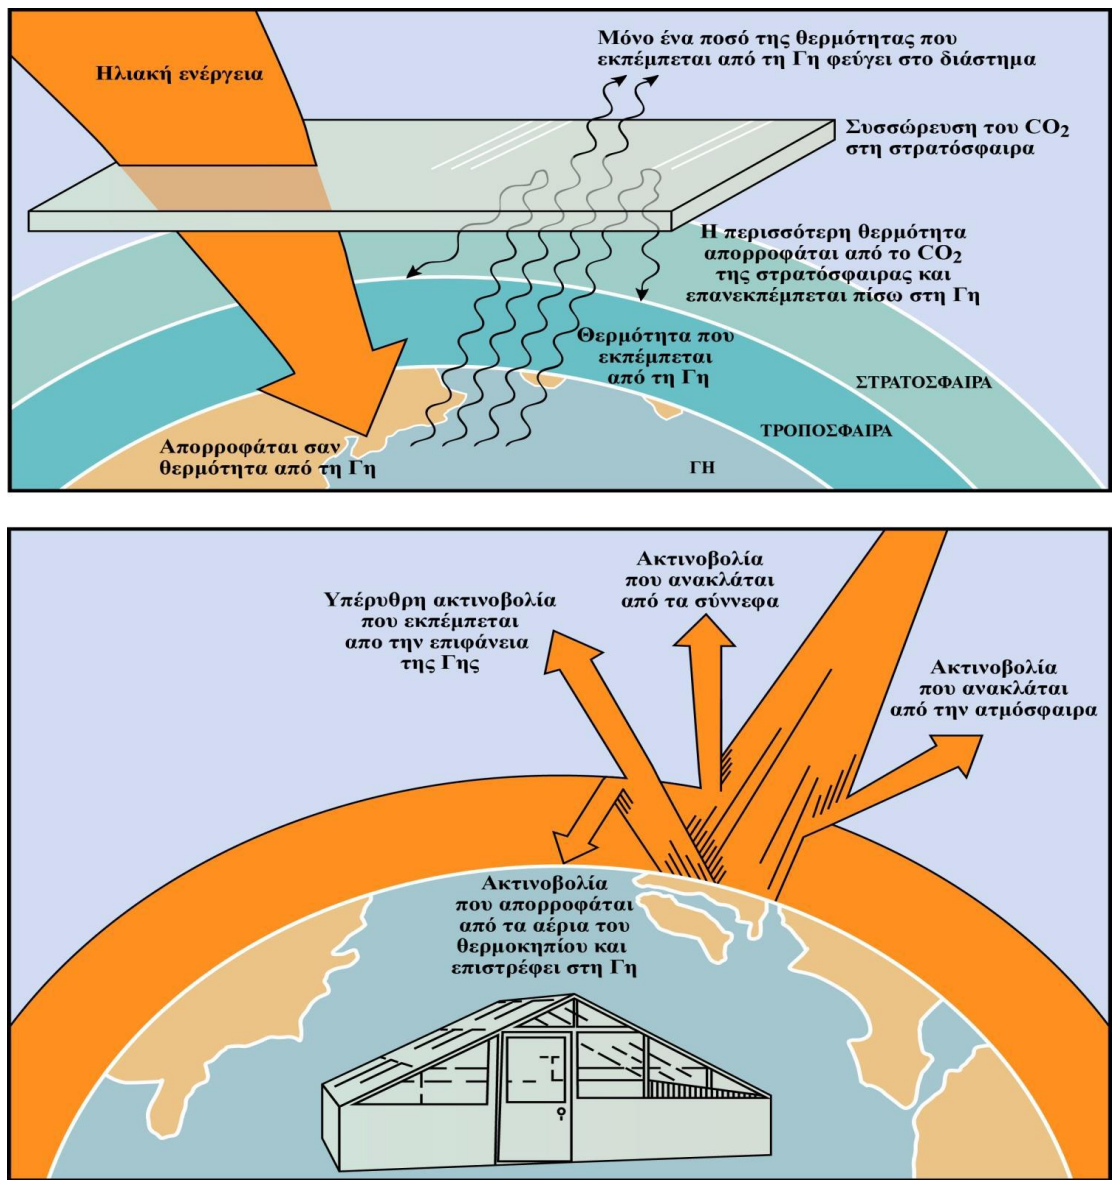 Μόνο ένα ποσό της θερμότητας που
εκπέμπεται από τη Γη φεύγει στο διάστημα
Ηλιακή ενέργεια
Συσσώρευση του CO₂
στη στρατόσφαιρα
Η περισσότερη θερμότητα
απορροφάται από το CO₂
της στρατόσφαιρας και
επανεκπέμπεται πίσω στη Γη
Θερμότητα που
εκπέμπεται
από τη Γη
ΣΤΡΑΤΟΣΦΑΙΡΑ
ΤΡΟΠΟΣΦΑΙΡΑ
Απορροφάται σαν
θερμότητα από τη Γη
ΓΗ
Ακτινοβολία
που ανακλάται
από τα σύννεφα
Υπέρυθρη ακτινοβολία
που εκπέμπεται
απο την επιφάνεια
της Γης
Ακτινοβολία
που ανακλάται
από την ατμόσφαιρα
Ακτινοβολία
που απορροφάται
από τα αέρια του
θερμοκηπίου και
επιστρέφει στη Γη